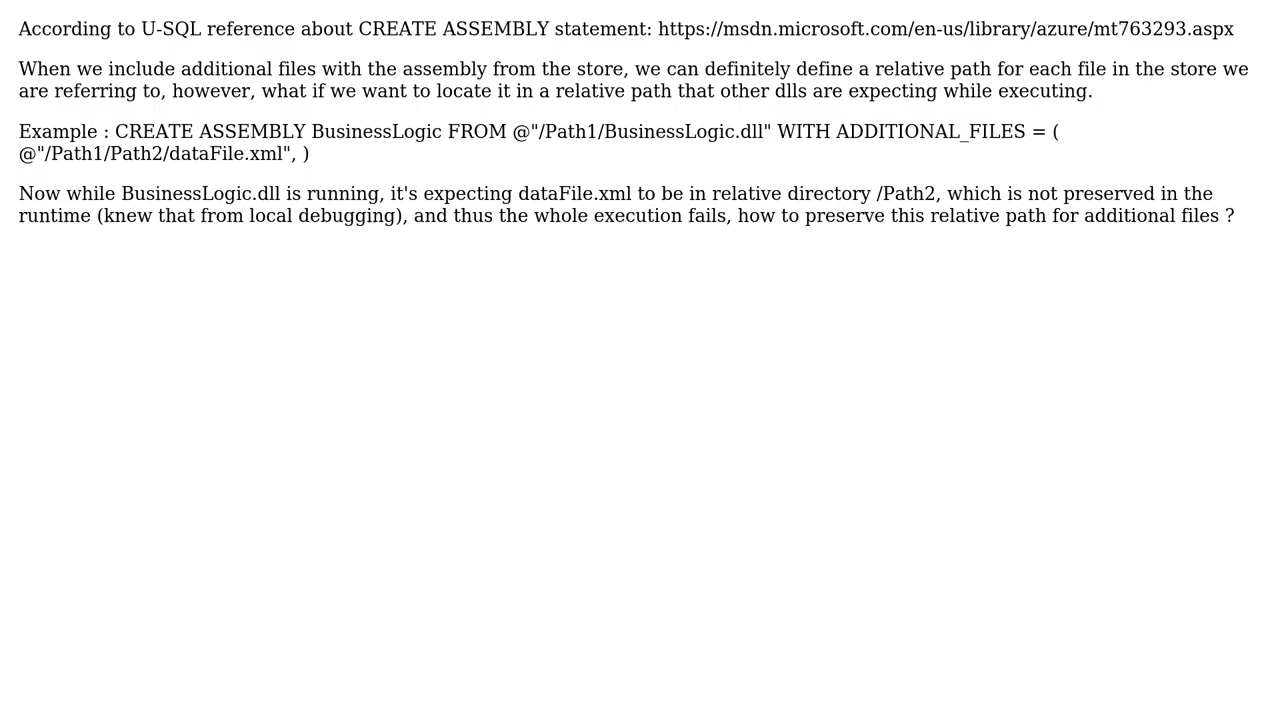 According to U-SQL reference about CREATE ASSEMBLY statement: https://msdn.microsoft.com/en-us/library/azure/mt763293.aspx
When we include additional files with the assembly from the store, we can definitely define a relative path for each file in the store we
are referring to, however, what if we want to locate it in a relative path that other dlls are expecting while executing.
Example : CREATE ASSEMBLY BusinessLogic FROM @"/Path1/BusinessLogic.dll" WITH ADDITIONAL_FILES = (
@"/Path1/Path2/dataFile.xml", )
Now while BusinessLogic.dll is running, it's expecting dataFile.xml to be in relative directory /Path2, which is not preserved in the
runtime (knew that from local debugging), and thus the whole execution fails, how to preserve this relative path for additional files ?